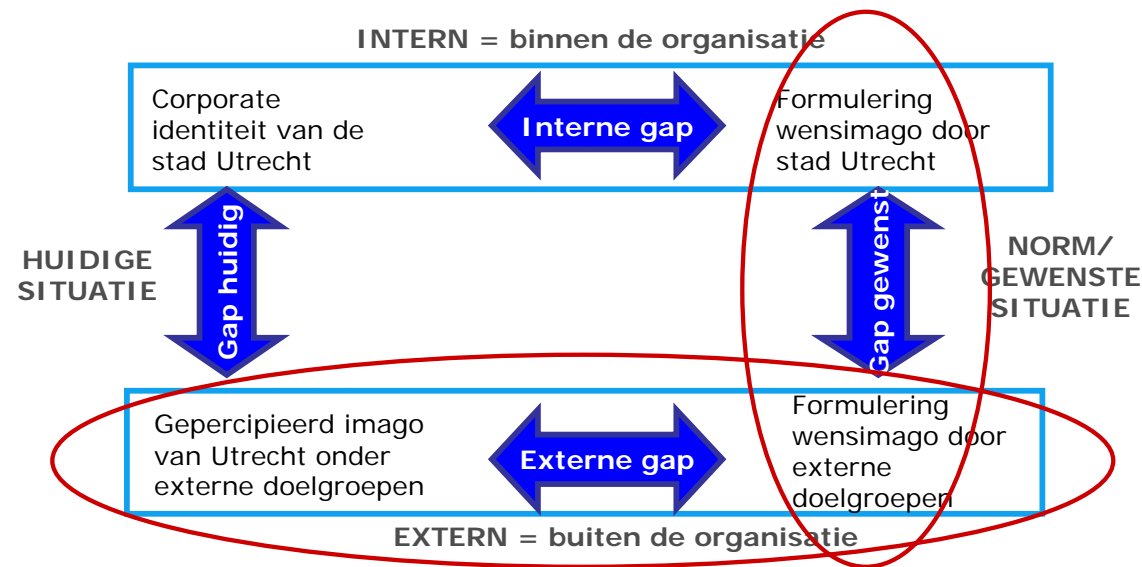 INTERN = binnen de organisatie
Corporate
identiteit van de
stad Utrecht
Interne gap
Formulering
wensimago door
stad Utrecht
HUIDIGE
SITUATIE
Gap huidig
Gap gewenst
NORM/
GEWENSTE
SITUATIE
Gepercipieerd imago
van Utrecht onder
externe doelgroepen
Externe gap
Formulering
wensimago door
externe
doelgroepen
EXTERN = buiten de organisatie